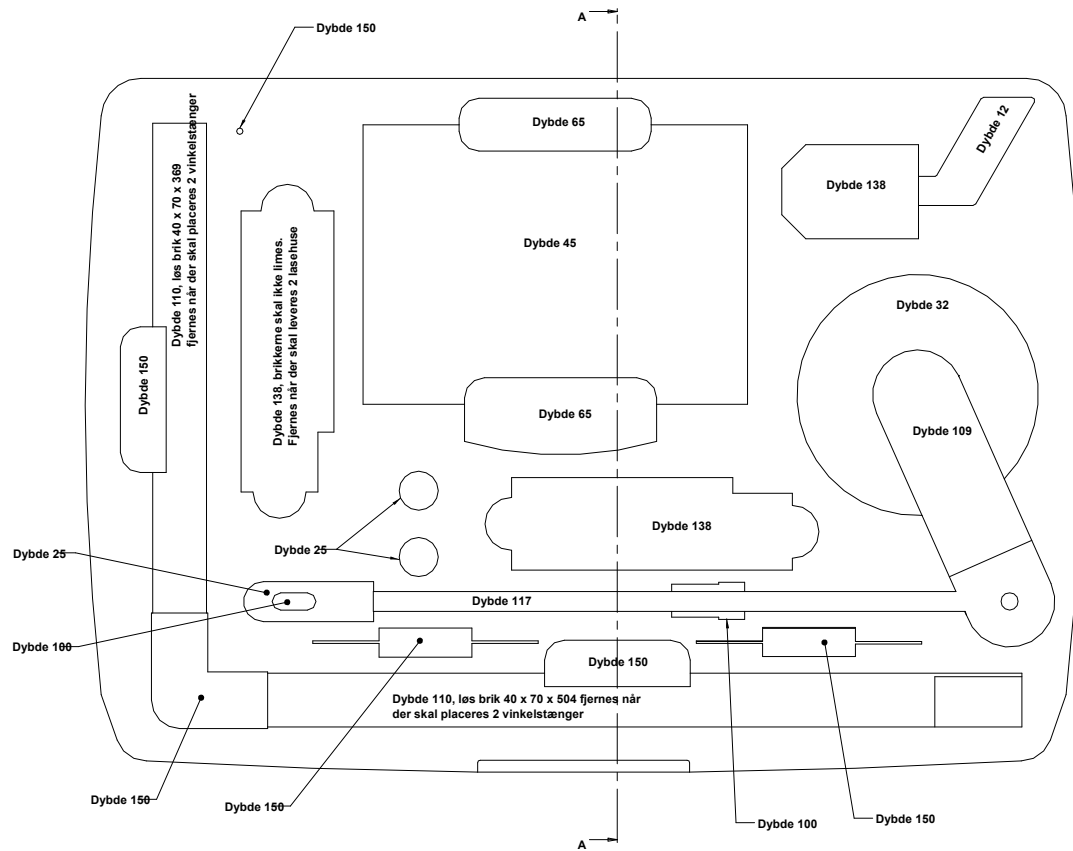 A
Dybde 150
Dybde 65
Dybde 12
Dybde 138
Dybde 45
Dybde 110, løs brik 40 x 70 x 369
fjernes når der skal placeres 2 vinkelstænger
Dybde 138, brikkerne skal ikke limes.
Fjernes når der skal leveres 2 lasehuse
Dybde 32
Dybde 150
Dybde 65
Dybde 109
Dybde 138
Dybde 25
Dybde 25
Dybde 117
Dybde 100
Dybde 150
Dybde 110, løs brik 40 x 70 x 504 fjernes når
der skal placeres 2 vinkelstænger
Dybde 150
Dybde 150
Dybde 100
Dybde 150
A